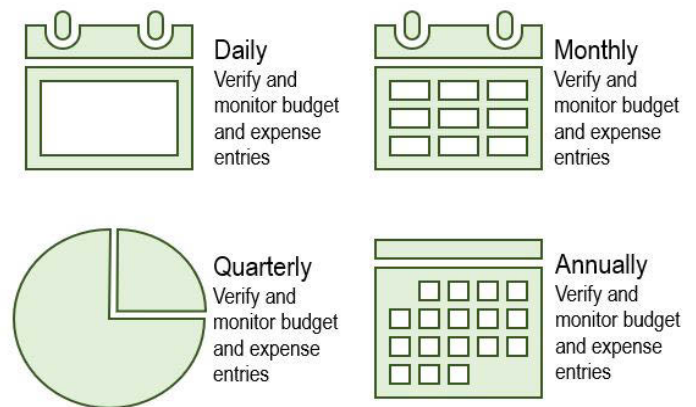 Daily
Verify and
monitor budget
and expense
entries
Monthly
Verify and
monitor budget
and expense
entries
Quarterly
Verify and
monitor budget
and expense
entries
Annually
Verify and
monitor budget
and expense
entries